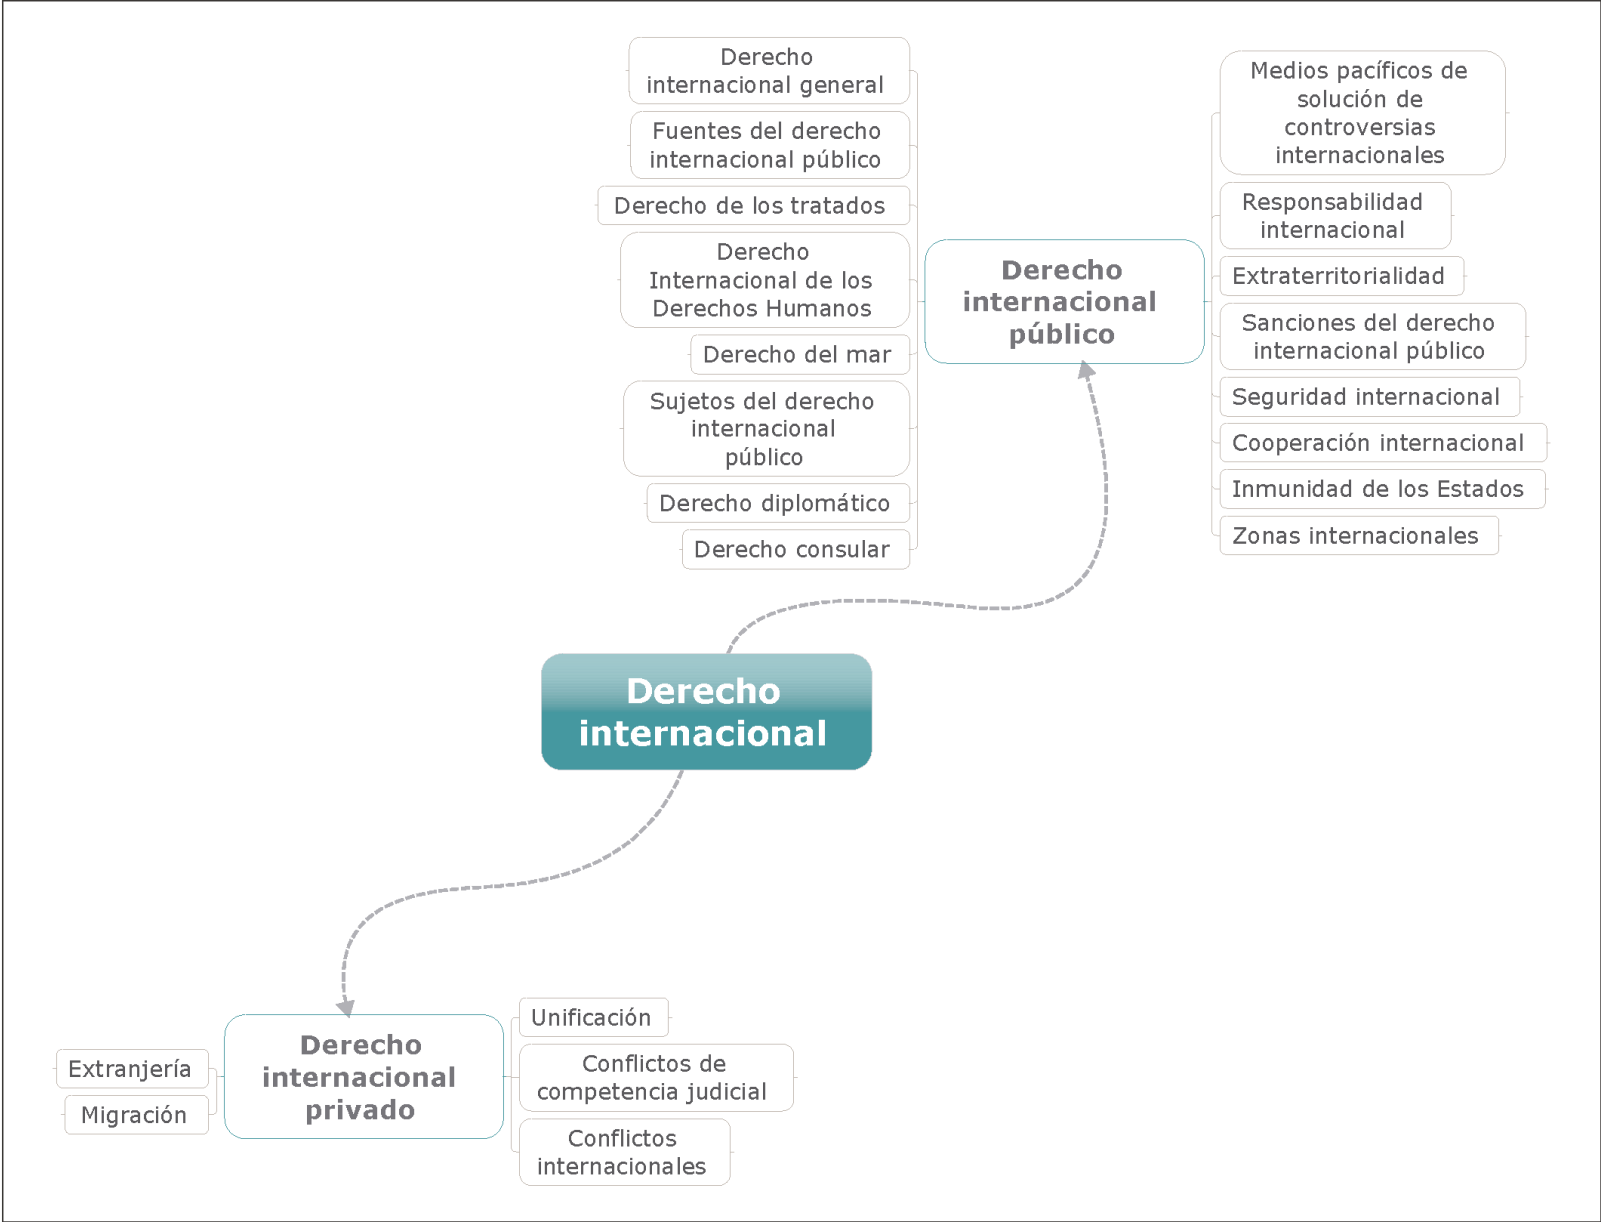 Derecho
internacional general
Fuentes del derecho
internacional público
Derecho de los tratados
Derecho
Internacional de los
Derechos Humanos
Derecho del mar
Sujetos del derecho
internacional
público
Derecho diplomático
Derecho consular
Derecho
internacional
público
Medios pacíficos de
solución de
controversias
internacionales
Responsabilidad
internacional
Extraterritorialidad
Sanciones del derecho
internacional público
Seguridad internacional
Cooperación internacional
Inmunidad de los Estados
Zonas internacionales
Derecho
internacional
Extranjería
Migración
Derecho
internacional
privado
Unificación
Conflictos de
competencia judicial
Conflictos
internacionales